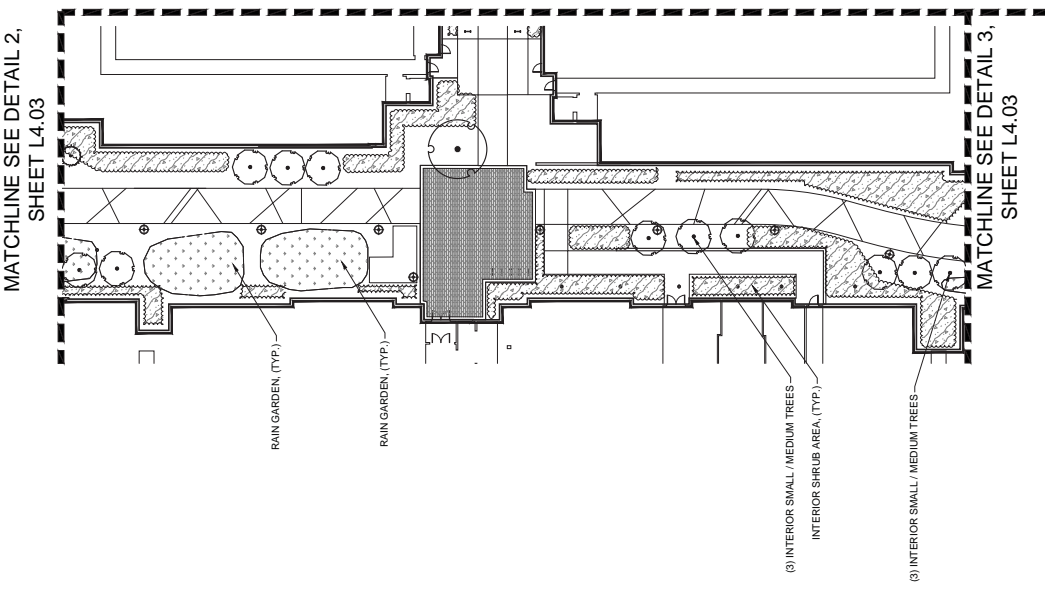 MATCHLINE SEE DETAIL 2,
SHEET L4.03
RAIN GARDEN, (TYP.)
RAIN GARDEN, (TYP.)
(3) INTERIOR SMALL / MEDIUM TREES
INTERIOR SHRUB AREA, (TYP.)
(3) INTERIOR SMALL / MEDIUM TREES
MATCHLINE SEE DETAIL 3,
SHEET L4.03